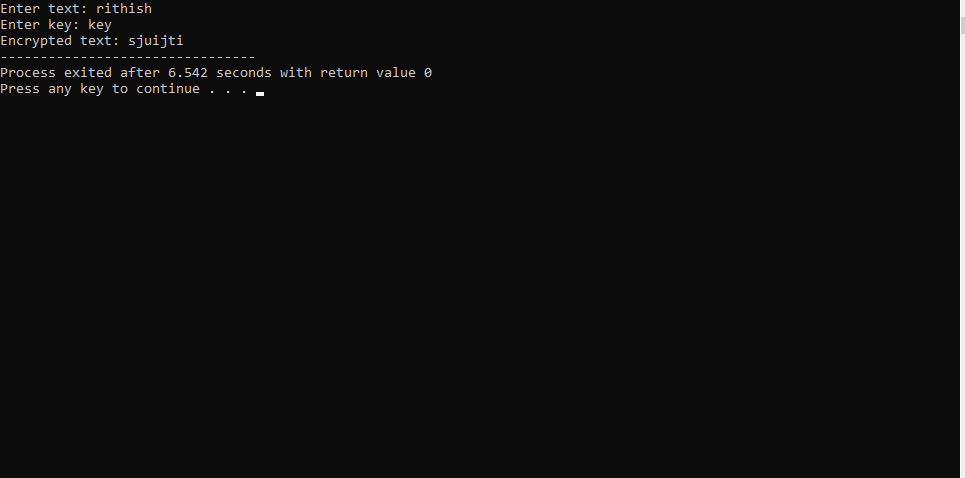 Enter text: rithish
Enter key: key
Encrypted text: sjuijti
--------------------------------
Process exited after 6.542 seconds with return value 0
Press any key to continue . . .